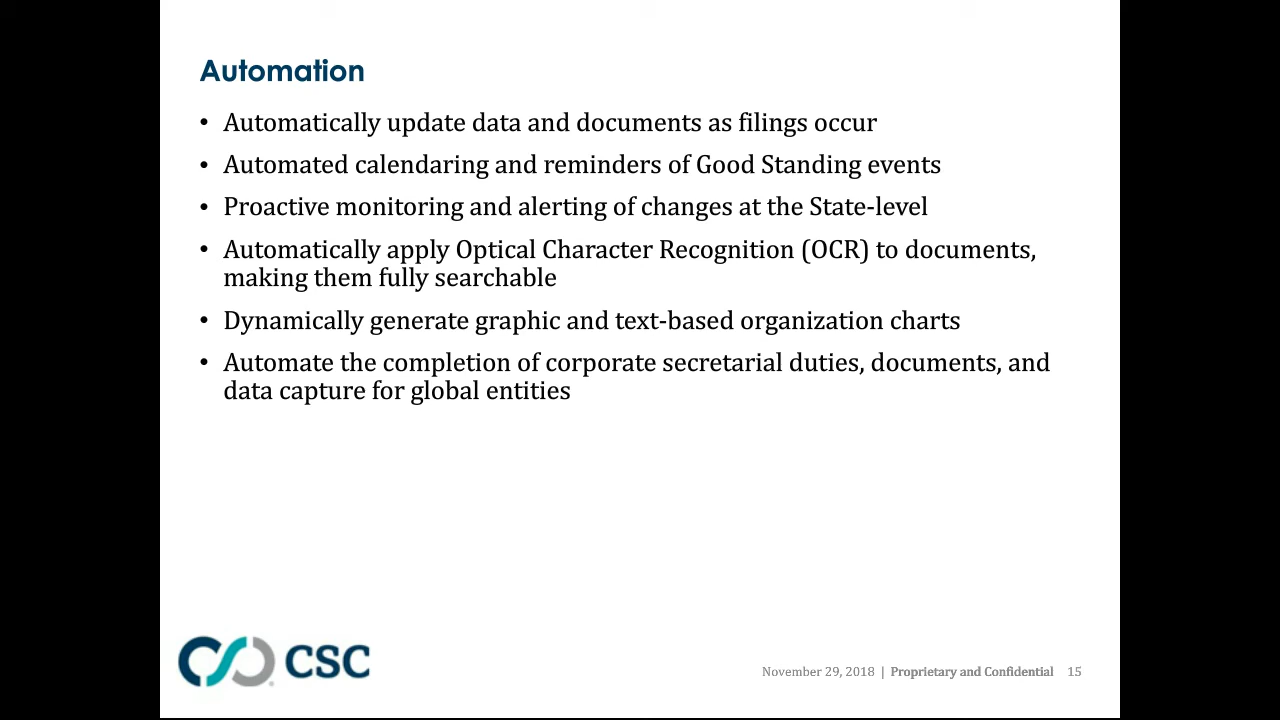 Automation
• Automatically update data and documents as filings occur
• Automated calendaring and reminders of Good Standing events
• Proactive monitoring and alerting of changes at the State-level
• Automatically apply Optical Character Recognition (OCR) to documents,
making them fully searchable
• Dynamically generate graphic and text-based organization charts
• Automate the completion of corporate secretarial duties, documents, and
data capture for global entities
CSC
November 29, 2018 | Proprietary and Confidential 15